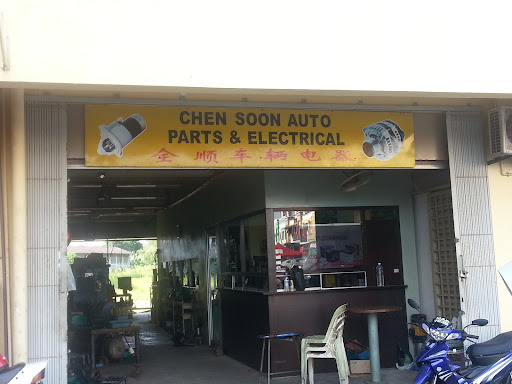 CHEN SOON AUTO
PARTS & ELECTRICAL
全顺车辆电器